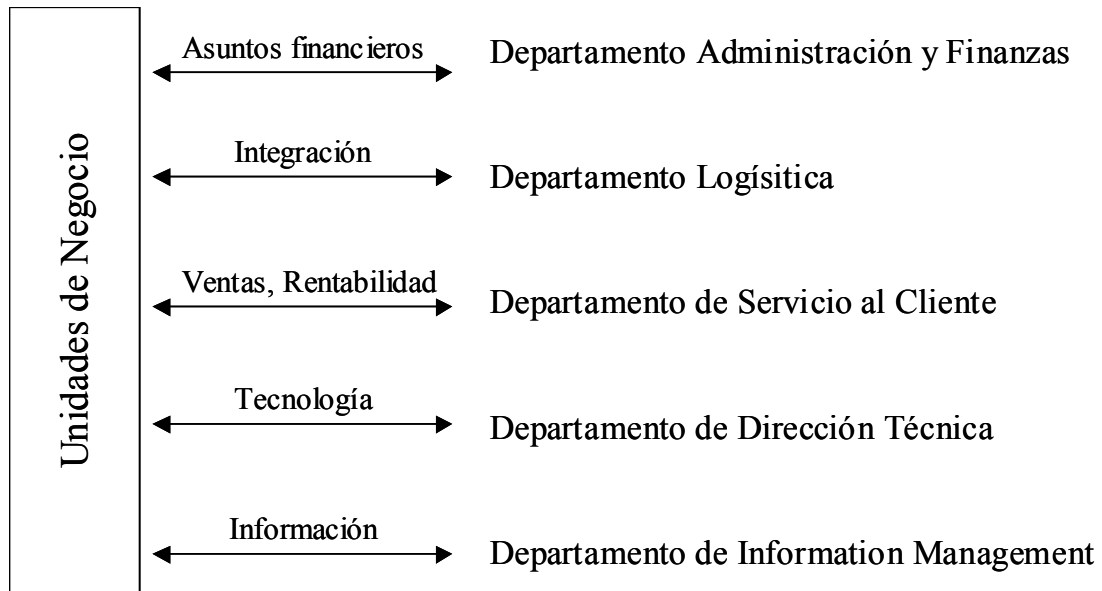 Unidades de Negocio
Asuntos financieros
Departamento Administración y Finanzas
Integración
Departamento Logísitica
Ventas, Rentabilidad
Departamento de Servicio al Cliente
Tecnología
Departamento de Dirección Técnica
Información
Departamento de Information Management